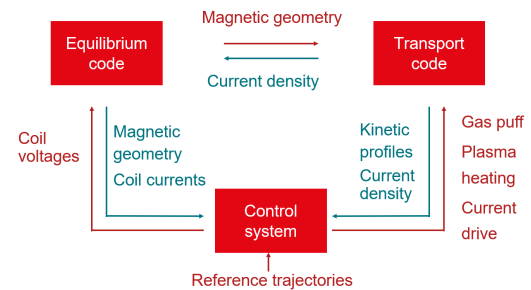 Magnetic geometry
Equilibrium
code
Transport
code
Current density
Coil
voltages
Magnetic
geometry
Coil currents
Kinetic
profiles
Current
density
Gas puff
Plasma
heating
Current
drive
Control
system
Reference trajectories